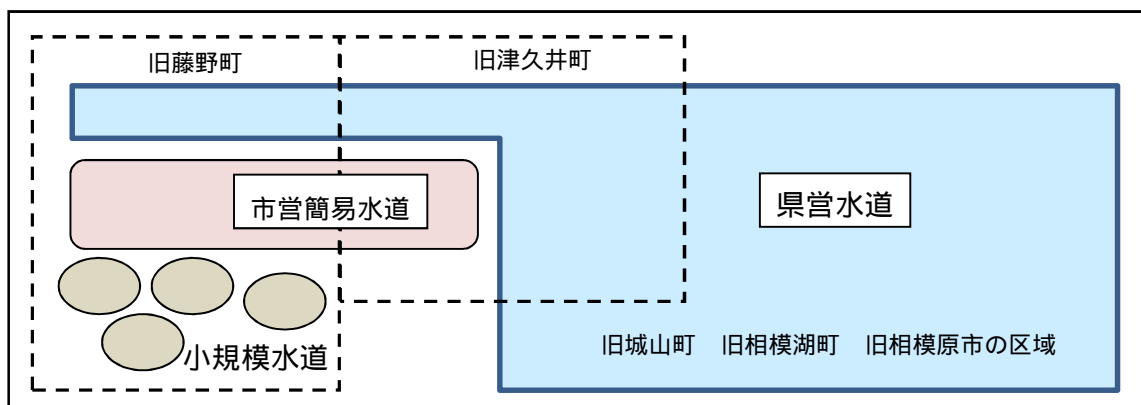 旧藤野町
旧津久井町
市営簡易水道
県営水道
小規模水道
旧城山町 旧相模湖町 旧相模原市の区域